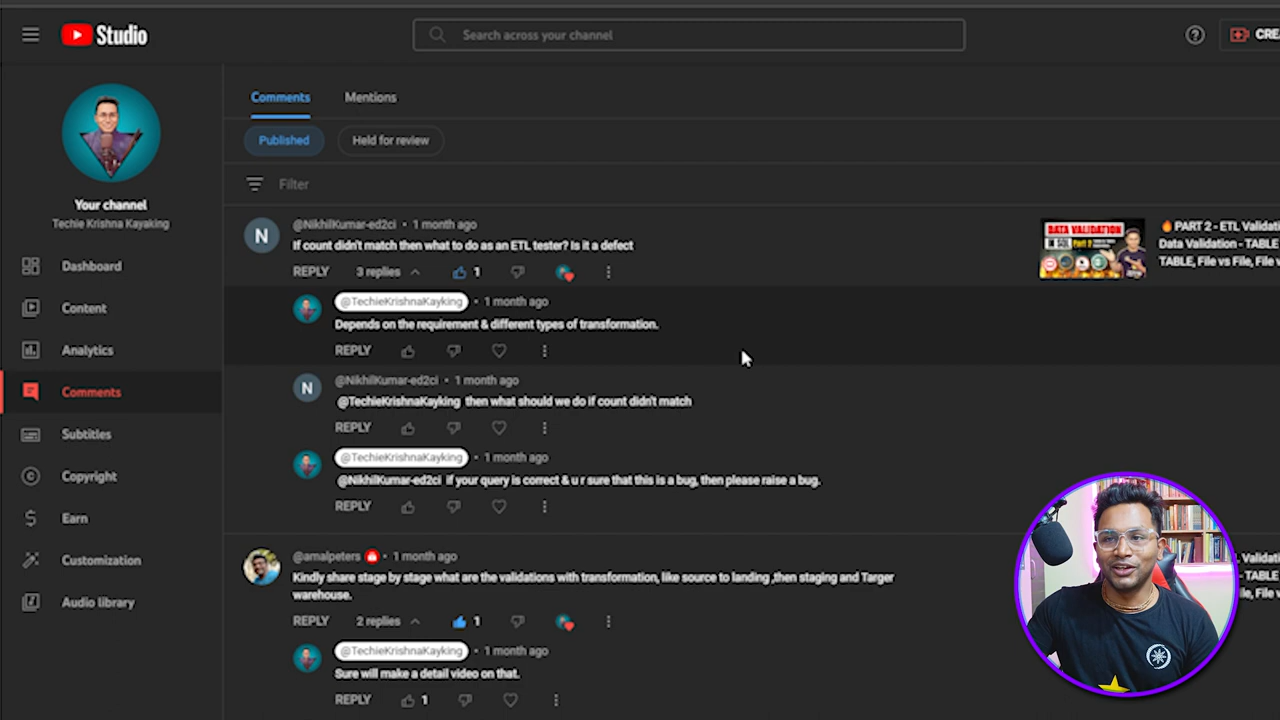 Studio
Search across your channel
CRE
Comments
Mentions
Published
Held for review
Filter
Your channel
Techie Krishna Kayaking
Dashboard
Content
Analytics
Comments
Subtitles
Copyright
Earn
Customization
Audio library
N
@NikhilKumar-ed2ci • 1 month ago
If count didn't match then what to do as an ETL tester? Is it a defect
REPLY 3 replies 1
DATA VALIDATION
IN SQL Part 2
PART 2 - ETL Validati
Data Validation - TABLE
TABLE, File vs File, File
@TechieKrishnaKayking • 1 month ago
Depends on the requirement & different types of transformation.
REPLY
N
@NikhilKumar-ed2ci • 1 month ago
@TechieKrishnaKayking then what should we do if count didn't match
REPLY
@TechieKrishnaKayking • 1 month ago
@NikhilKumar-ed2ci if your query is correct & u r sure that this is a bug, then please raise a bug.
REPLY
@amalpeters • 1 month ago
Kindly share stage by stage what are the validations with transformation, like source to landing ,then staging and Targer
warehouse.
REPLY 2 replies 1
L Validati
TABLE
File
@TechieKrishnaKayking • 1 month ago
Sure will make a detail video on that.
REPLY 1